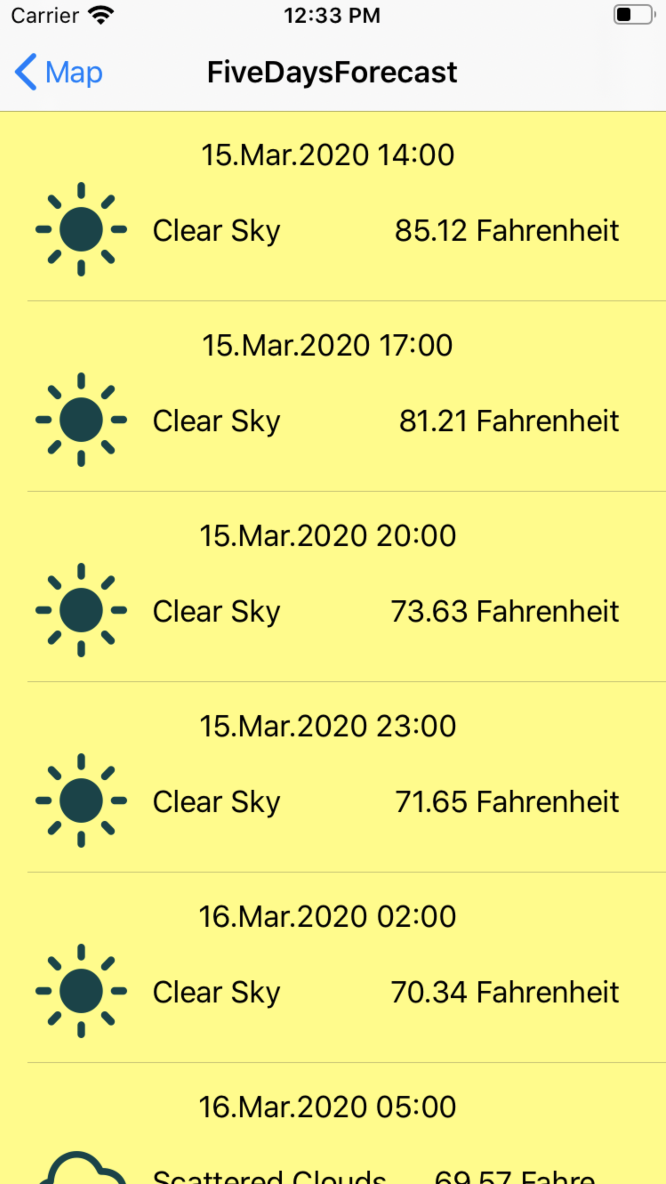 Carrier 12:33 PM
Map FiveDaysForecast
15.Mar.2020 14:00
Clear Sky 85.12 Fahrenheit
15.Mar.2020 17:00
Clear Sky 81.21 Fahrenheit
15.Mar.2020 20:00
Clear Sky 73.63 Fahrenheit
15.Mar.2020 23:00
Clear Sky 71.65 Fahrenheit
16.Mar.2020 02:00
Clear Sky 70.34 Fahrenheit
16.Mar.2020 05:00
Scattered Clouds 69.57 Fahre